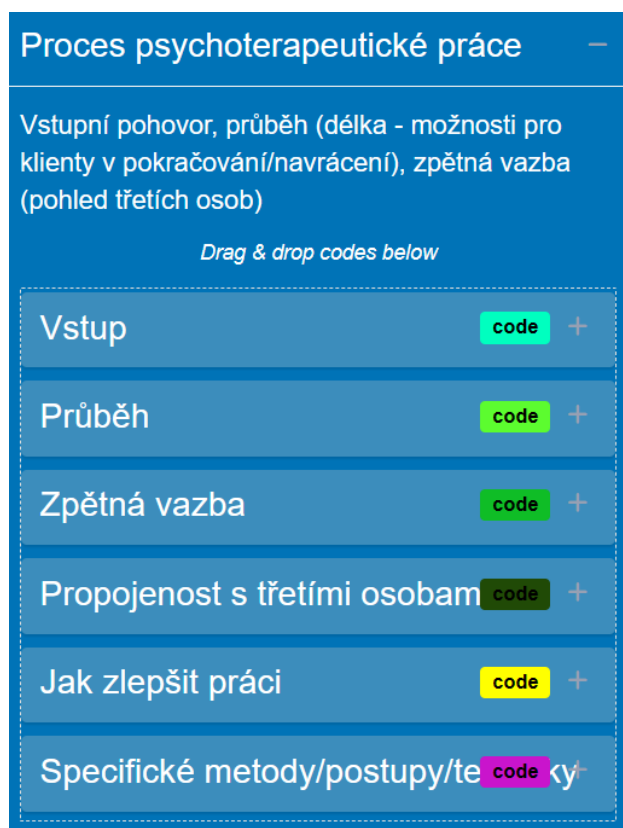 Proces psychoterapeutické práce
Vstupní pohovor, průběh (délka - možnosti pro
klienty v pokračování/navrácení), zpětná vazba
(pohled třetích osob)
Drag & drop codes below
Vstup code
Průběh code
Zpětná vazba code
Propojenost s třetími osobam code
Jak zlepšit práci code
Specifické metody/postupy/te code ky